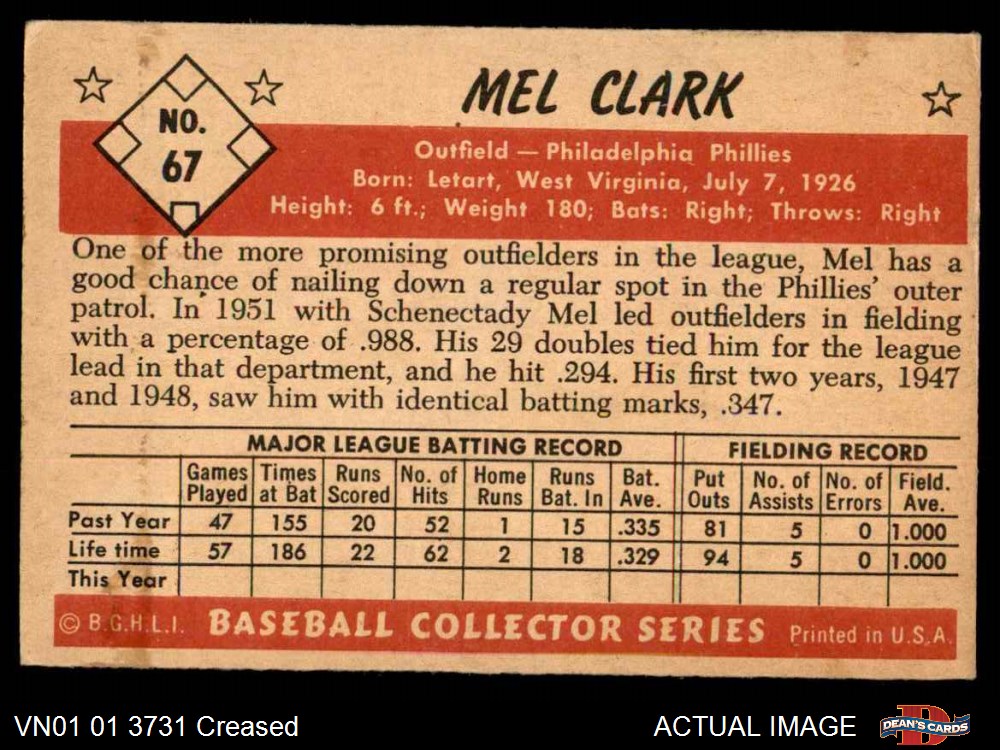 NO.
67
MEL CLARK
Outfield — Philadelphia Phillies
Born: Letart, West Virginia, July 7, 1926
Height: 6 ft.; Weight 180; Bats: Right; Throws: Right
One of the more promising outfielders in the league, Mel has a
good chance of nailing down a regular spot in the Phillies' outer
patrol. In 1951 with Schenectady Mel led outfielders in fielding
with a percentage of .988. His 29 doubles tied him for the league
lead in that department, and he hit .294. His first two years, 1947
and 1948, saw him with identical batting marks, .347.
MAJOR LEAGUE BATTING RECORD FIELDING RECORD
Games Times Runs No. of Home Runs Bat. Put No. of No. of Field.
Played at Bat Scored Hits Runs Bat. In Ave. Outs Assists Errors Ave.
Past Year 47 155 20 52 1 15 .335 81 5 0 1.000
Life time 57 186 22 62 2 18 .329 94 5 0 1.000
This Year
© B.G.H.L.I. BASEBALL COLLECTOR SERIES Printed in U.S.A.
VN01 01 3731 Creased ACTUAL IMAGE DEAN'S CARDS